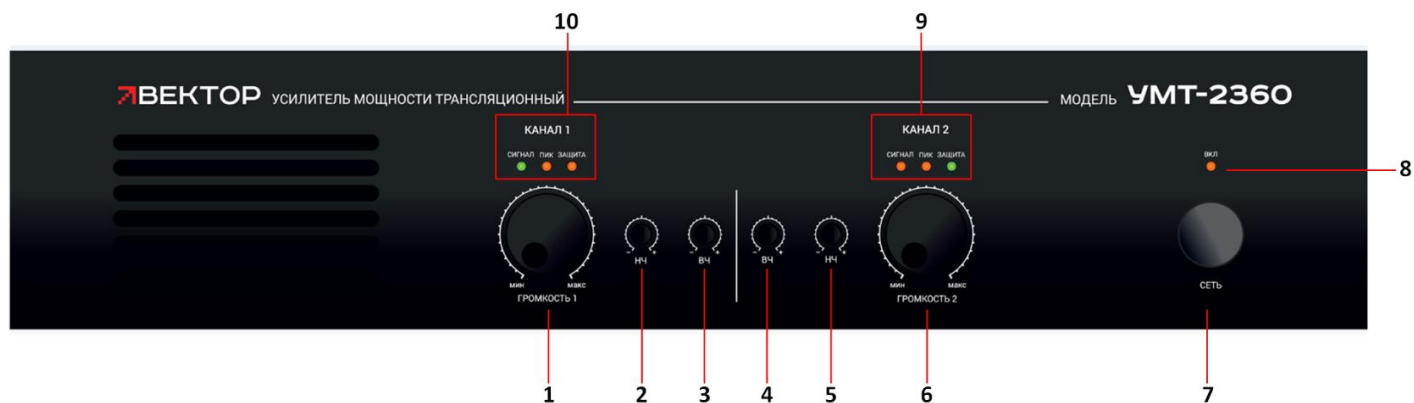 10 9
ВЕКТОР УСИЛИТЕЛЬ МОЩНОСТИ ТРАНСЛЯЦИОННЫЙ МОДЕЛЬ УМТ-2360
КАНАЛ 1 КАНАЛ 2
СИГНАЛ ПИК ЗАЩИТА СИГНАЛ ПИК ЗАЩИТА ВКЛ
8
- + - + - + - +
НЧ ВЧ ВЧ НЧ
МИН МАКС МИН МАКС СЕТЬ
ГРОМКОСТЬ 1 ГРОМКОСТЬ 2
1 2 3 4 5 6 7